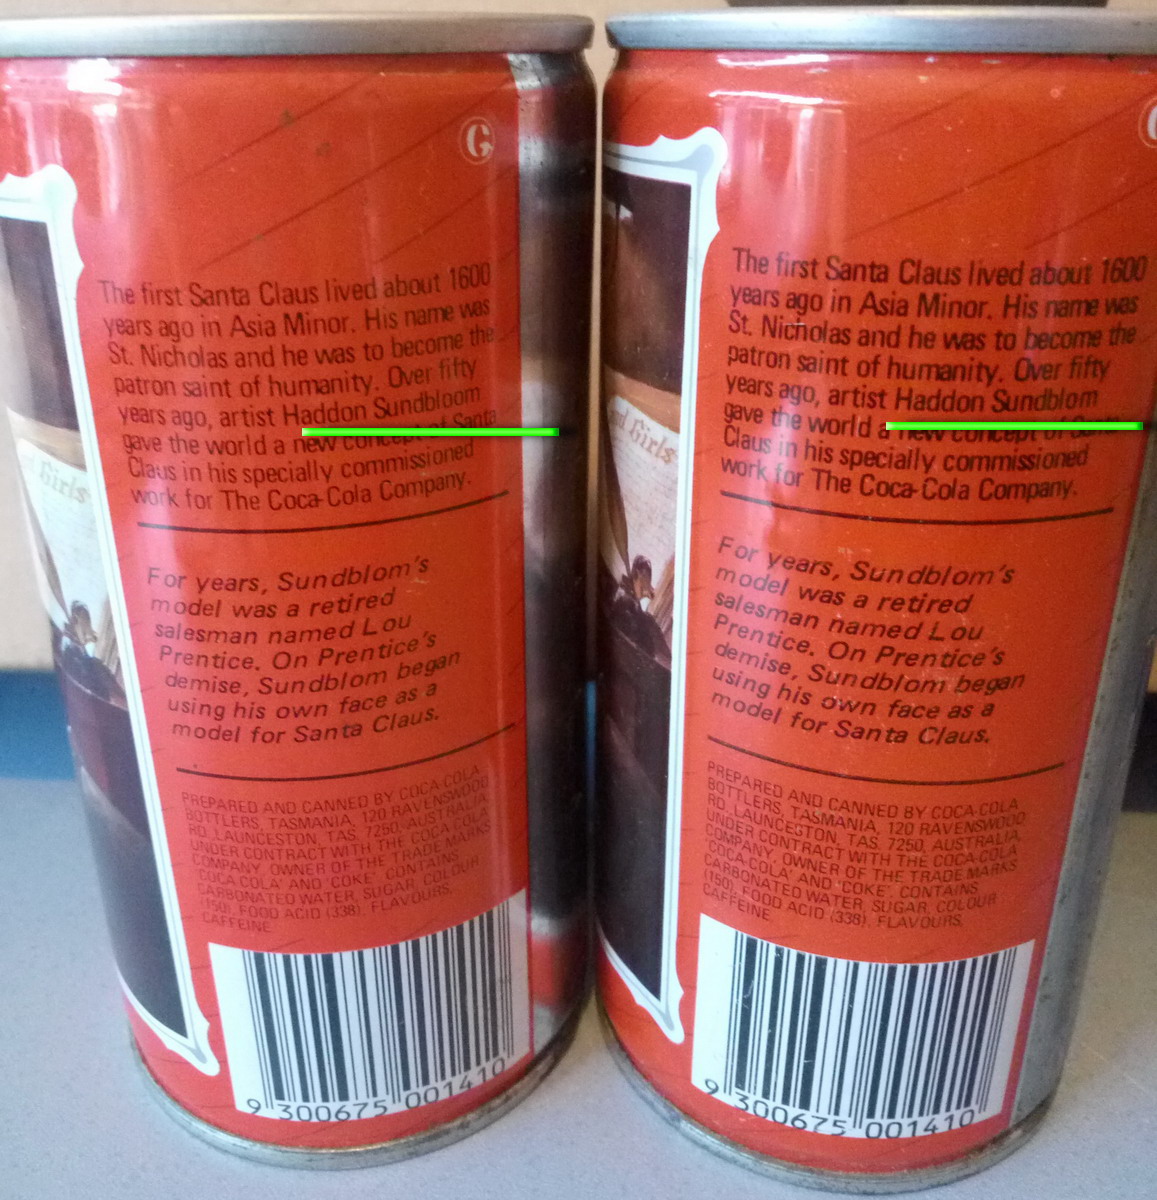 G
The first Santa Claus lived about 1600
years ago in Asia Minor. His name was
St. Nicholas and he was to become the
patron saint of humanity. Over fifty
years ago, artist Haddon Sundbloom
gave the world a new concept of Santa
Claus in his specially commissioned
work for The Coca-Cola Company.
For years, Sundblom's
model was a retired
salesman named Lou
Prentice. On Prentice's
demise, Sundblom began
using his own face as a
model for Santa Claus.
PREPARED AND CANNED BY COCA-COLA
BOTTLERS, TASMANIA, 120 RAVENSWOOD
RD. LAUNCESTON, TAS. 7250, AUSTRALIA,
UNDER CONTRACT WITH THE COCA-COLA
COMPANY, OWNER OF THE TRADE MARKS
'COCA-COLA' AND 'COKE'. CONTAINS
CARBONATED WATER, SUGAR, COLOUR
(150), FOOD ACID (338), FLAVOURS,
CAFFEINE.
9 300675 001410
Girls
The first Santa Claus lived about 1600
years ago in Asia Minor. His name was
St. Nicholas and he was to become the
patron saint of humanity. Over fifty
years ago, artist Haddon Sundblom
gave the world a new concept of Santa
Claus in his specially commissioned
work for The Coca-Cola Company.
For years, Sundblom's
model was a retired
salesman named Lou
Prentice. On Prentice's
demise, Sundblom began
using his own face as a
model for Santa Claus.
PREPARED AND CANNED BY COCA-COLA
BOTTLERS, TASMANIA, 120 RAVENSWOOD
RD. LAUNCESTON, TAS. 7250, AUSTRALIA,
UNDER CONTRACT WITH THE COCA-COLA
COMPANY, OWNER OF THE TRADE MARKS
'COCA-COLA' AND 'COKE'. CONTAINS
CARBONATED WATER, SUGAR, COLOUR
(150), FOOD ACID (338), FLAVOURS,
CAFFEINE.
9 300675 001410
Girls